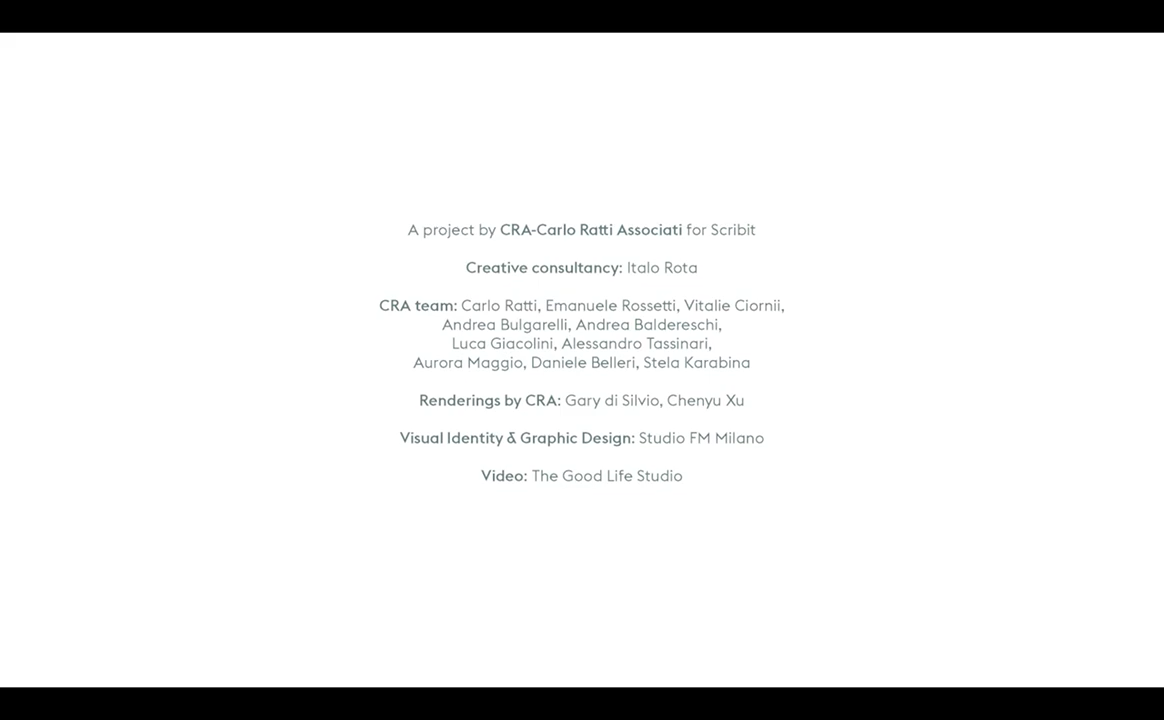 A project by CRA-Carlo Ratti Associati for Scribit
Creative consultancy: Italo Rota
CRA team: Carlo Ratti, Emanuele Rossetti, Vitalie Ciornii,
Andrea Bulgarelli, Andrea Baldereschi,
Luca Giacolini, Alessandro Tassinari,
Aurora Maggio, Daniele Belleri, Stela Karabina
Renderings by CRA: Gary di Silvio, Chenyu Xu
Visual Identity & Graphic Design: Studio FM Milano
Video: The Good Life Studio